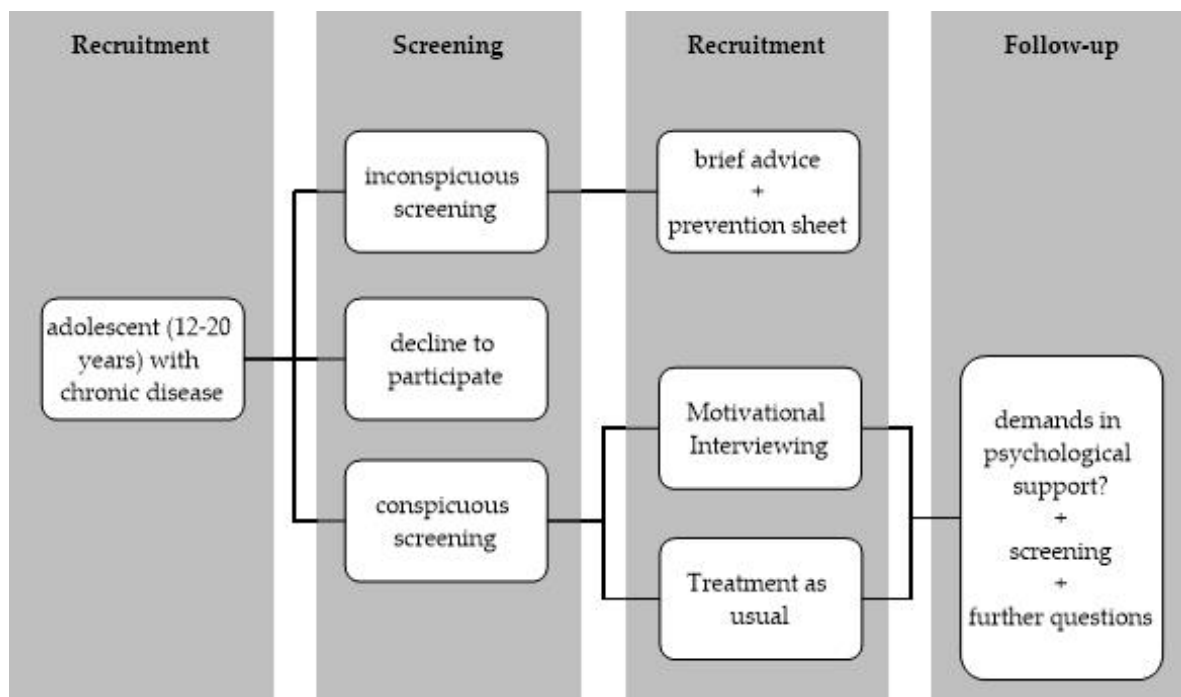 Recruitment
Screening
Recruitment
Follow-up
adolescent (12-20
years) with
chronic disease
inconspicuous
screening
decline to
participate
conspicuous
screening
brief advice
+
prevention sheet
Motivational
Interviewing
Treatment as
usual
demands in
psychological
support?
+
screening
+
further questions